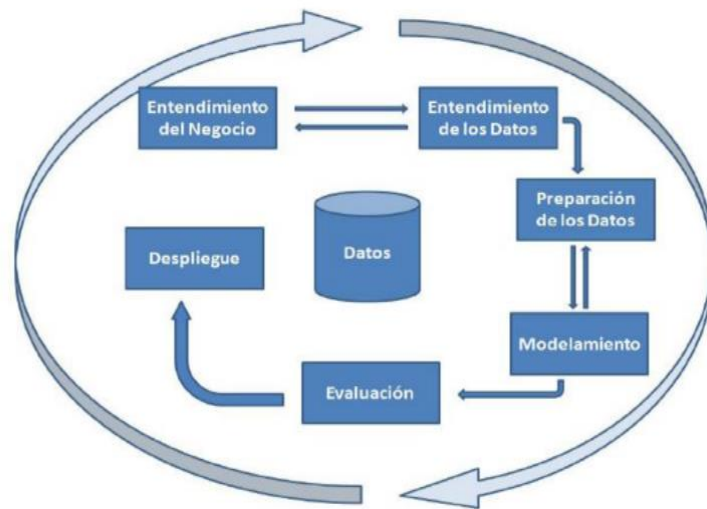 Entendimiento
del Negocio
Entendimiento
de los Datos
Preparación
de los Datos
Despliegue
Datos
Modelamiento
Evaluación